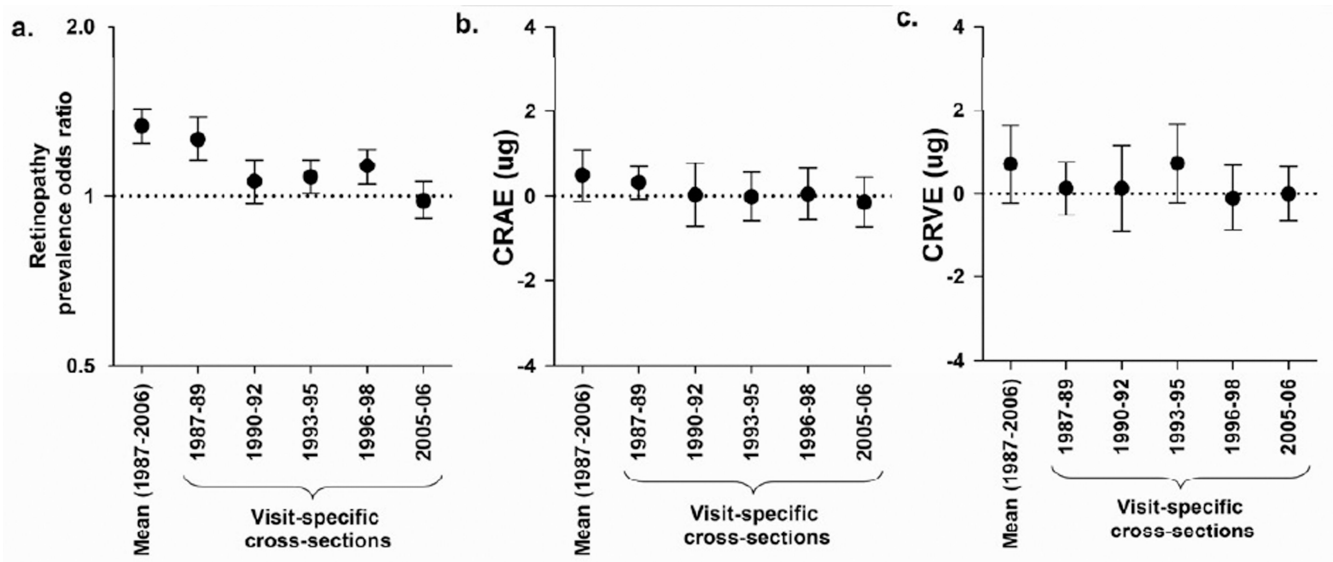 a.
Retinopathy
prevalence odds ratio
2.0
1
0.5
Mean (1987-2006)
1987-89
1990-92
1993-95
1996-98
2005-06
Visit-specific
cross-sections
b.
CRAE (ug)
4
2
0
-2
-4
Mean (1987-2006)
1987-89
1990-92
1993-95
1996-98
2005-06
Visit-specific
cross-sections
c.
CRVE (ug)
4
2
0
-2
-4
Mean (1987-2006)
1987-89
1990-92
1993-95
1996-98
2005-06
Visit-specific
cross-sections